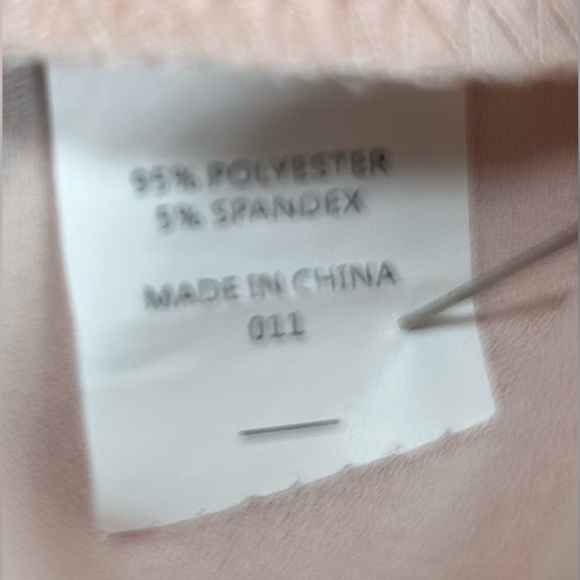 95% POLYESTER
5% SPANDEX
MADE IN CHINA
011